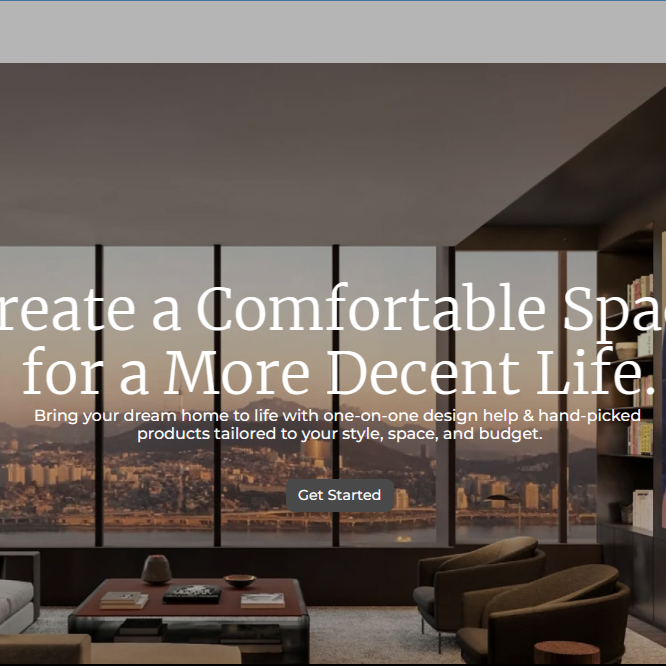 reate a Comfortable Spa
for a More Decent Life.
Bring your dream home to life with one-on-one design help & hand-picked
products tailored to your style, space, and budget.
Get Started